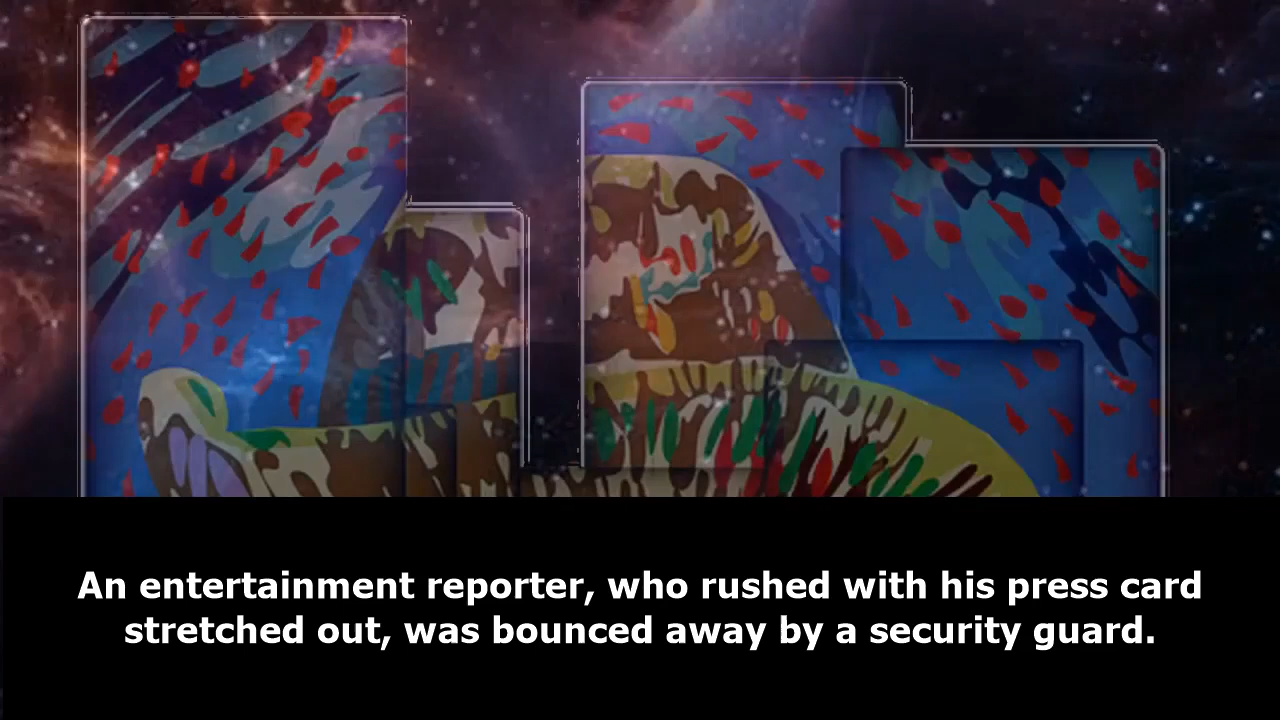 An entertainment reporter, who rushed with his press card
stretched out, was bounced away by a security guard.